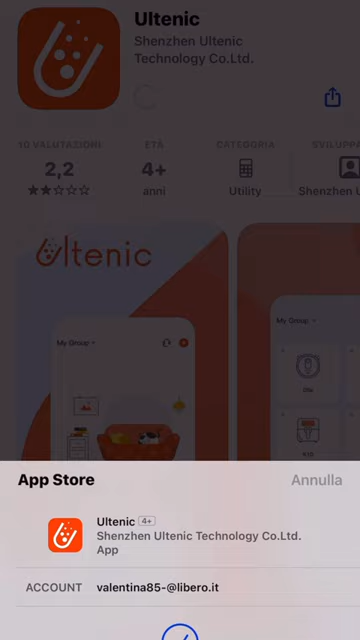 Ultenic
Shenzhen Ultenic
Technology Co.Ltd.
10 VALUTAZIONI
ETÀ
CATEGORIA
SVILUPPA
2,2
4+
anni
Utility
Shenzhen U
Ultenic
My Group
My Group
App Store
Annulla
Ultenic 4+
Shenzhen Ultenic Technology Co.Ltd.
App
ACCOUNT valentina85-@libero.it